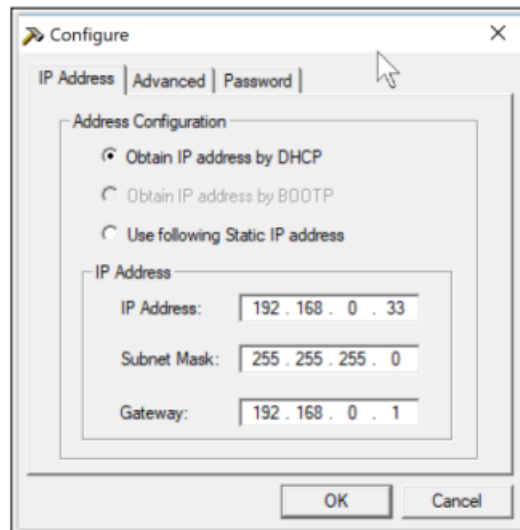 Configure
IP Address Advanced Password
Address Configuration
Obtain IP address by DHCP
Obtain IP address by BOOTP
Use following Static IP address
IP Address
IP Address: 192 . 168 . 0 . 33
Subnet Mask: 255 . 255 . 255 . 0
Gateway: 192 . 168 . 0 . 1
OK Cancel